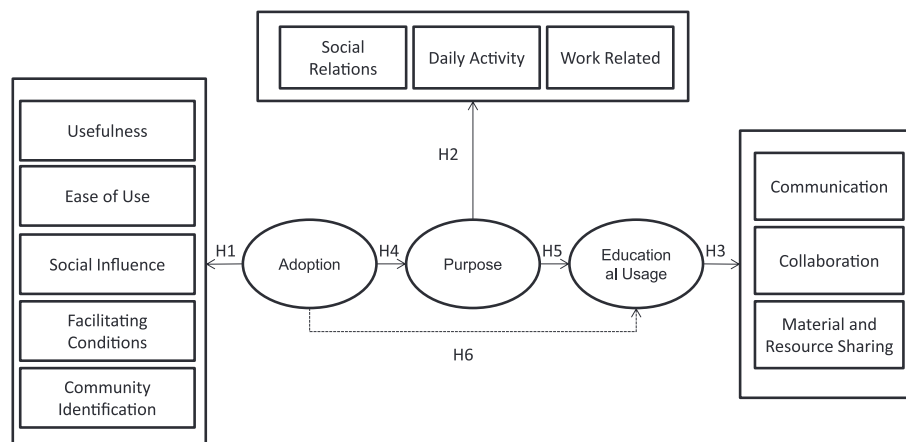 Social
Relations
Daily Activity
Work Related
Usefulness
Ease of Use
Social Influence
Facilitating
Conditions
Community
Identification
H2
H1
Adoption
H4
Purpose
H5
Education
al Usage
H3
H6
Communication
Collaboration
Material and
Resource Sharing